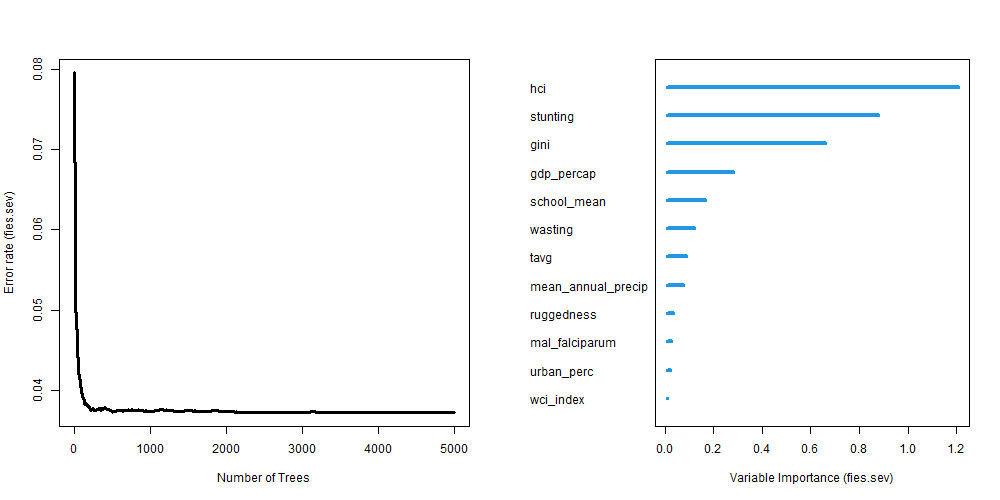 Error rate (fies.sev)
0.08
0.07
0.06
0.05
0.04
0 1000 2000 3000 4000 5000
Number of Trees
hci
stunting
gini
gdp_percap
school_mean
wasting
tavg
mean_annual_precip
ruggedness
mal_falciparum
urban_perc
wci_index
0.0 0.2 0.4 0.6 0.8 1.0 1.2
Variable Importance (fies.sev)